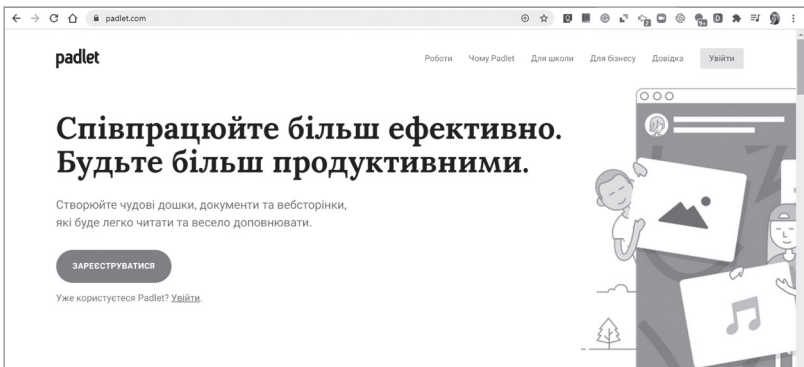 padlet.com
padlet
Роботи Чому Padlet Для школи Для бізнесу Довідка Увійти
Співпрацюйте більш ефективно.
Будьте більш продуктивними.
Створюйте чудові дошки, документи та вебсторінки,
які буде легко читати та весело доповнювати.
ЗАРЕЄСТРУВАТИСЯ
Уже користуєтеся Padlet? Увійти.